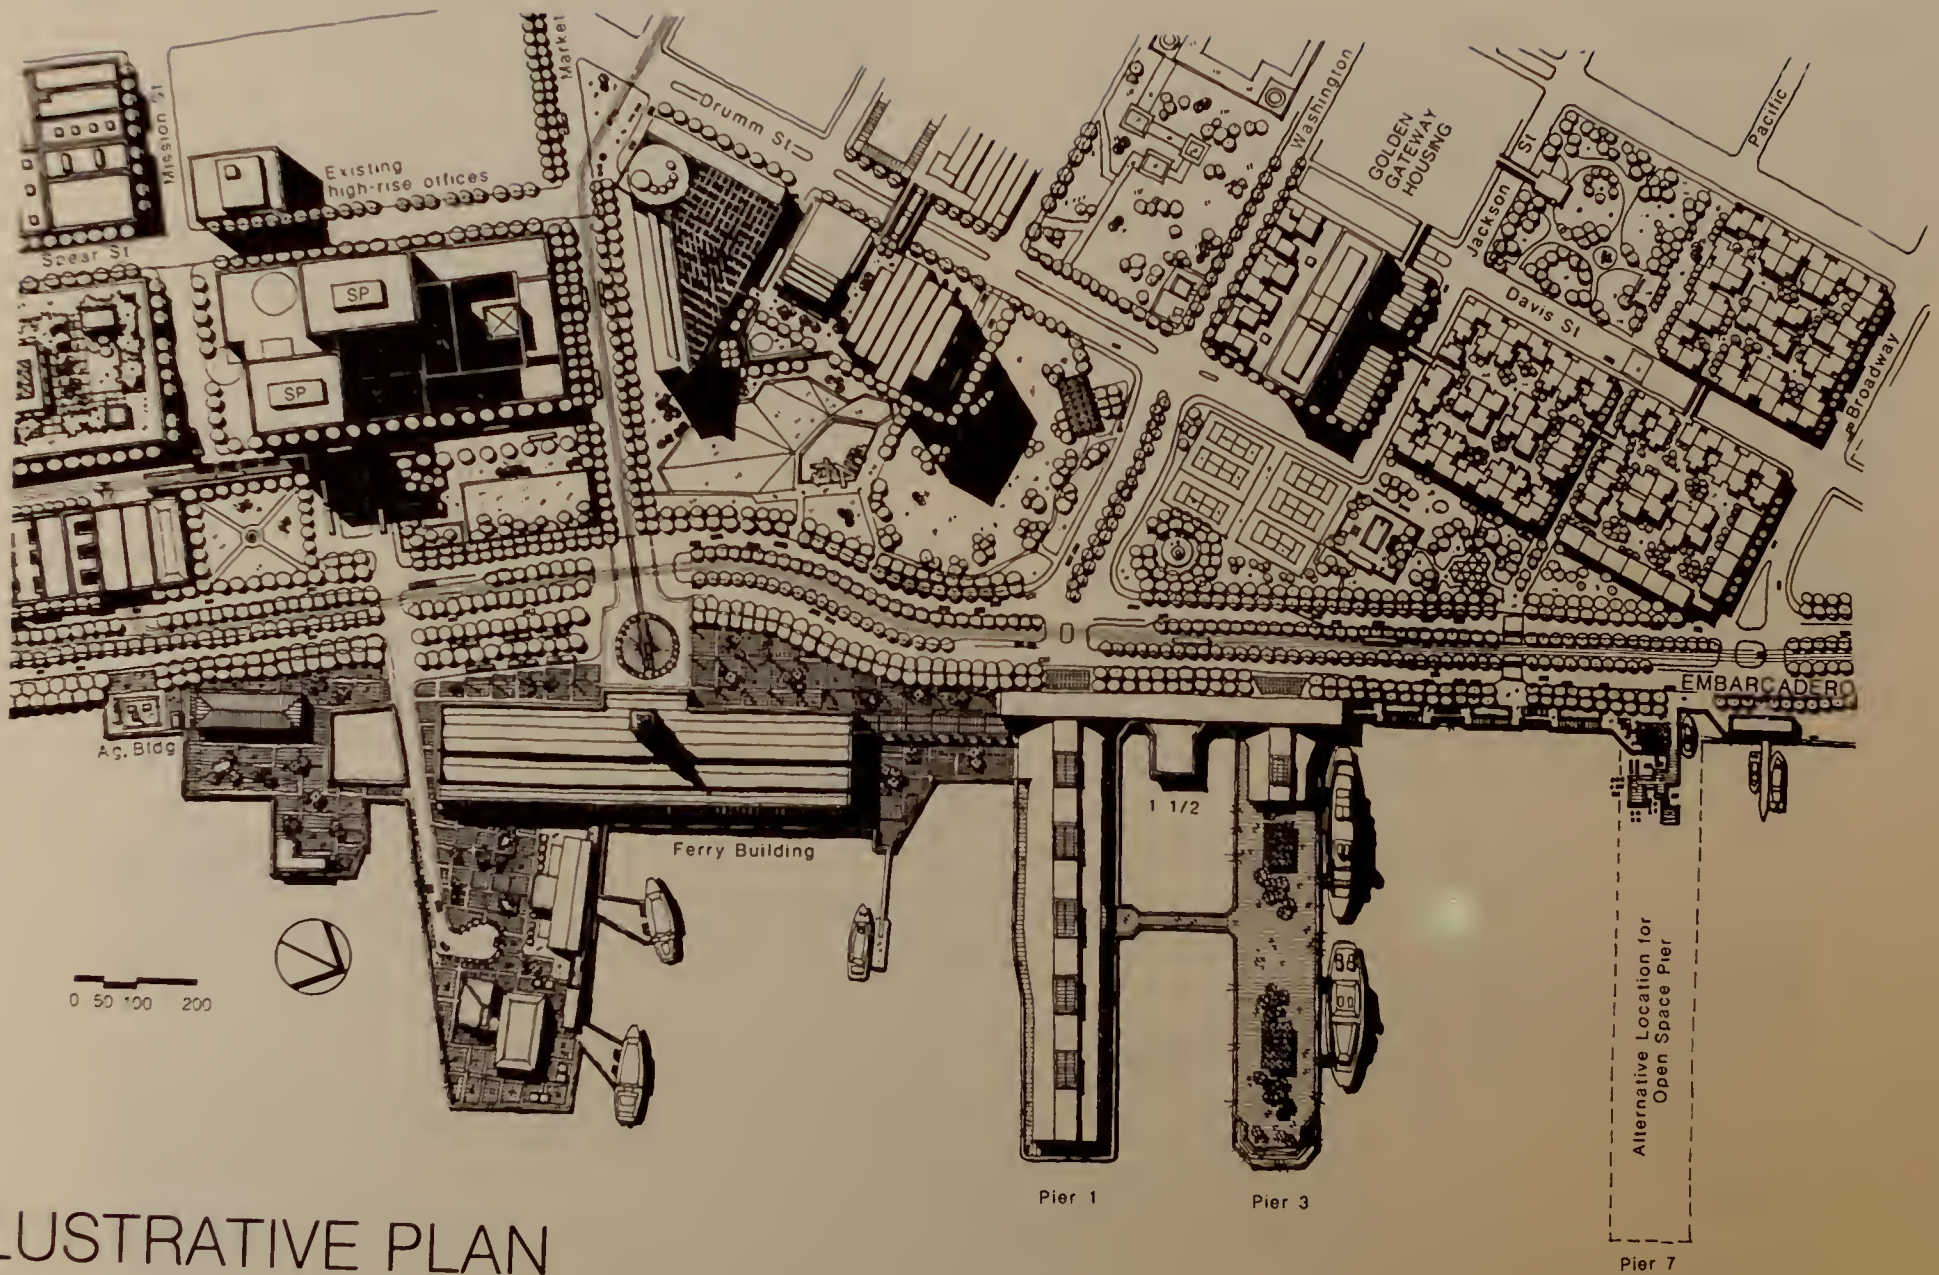 Mission St
Market
Drumm St
Washington
Pacific
GOLDEN
GATEWAY
HOUSING
Existing
high-rise offices
Jackson St
Spear St
Davis St
Broadway
SP
SP
EMBARCADERO
Ag. Bldg
1 1/2
Ferry Building
0 50 100 200
Alternative Location for
Open Space Pier
Pier 1
Pier 3
LUSTRATIVE PLAN
Pier 7